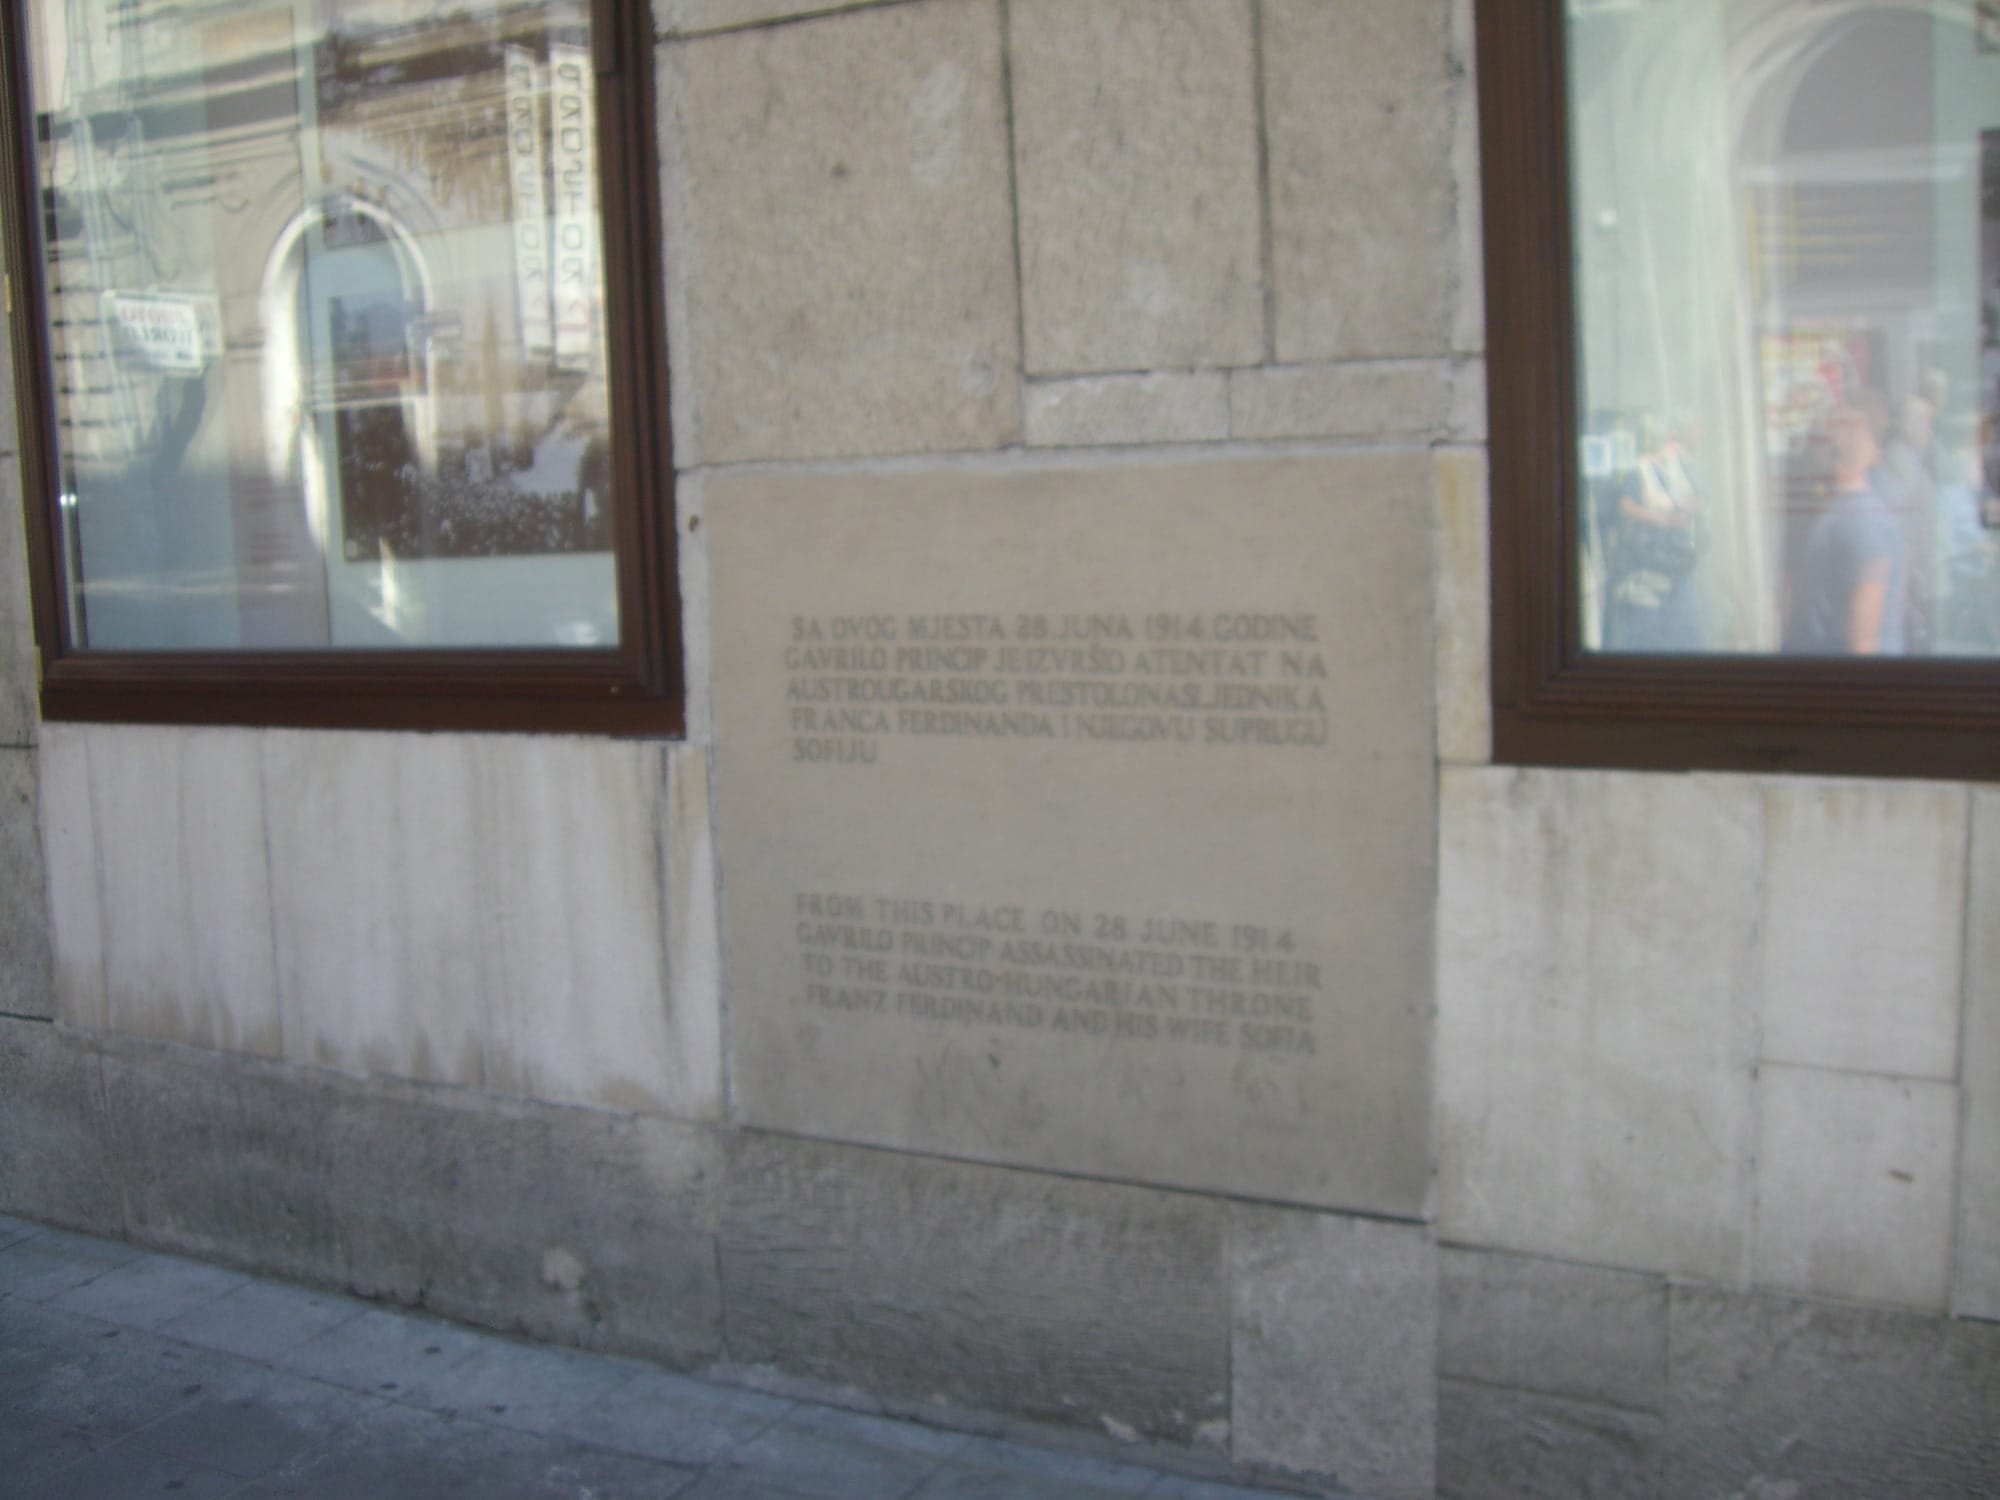 SA OVOG MJESTA 28. JUNA 1914. GODINE
GAVRILO PRINCIP JE IZVRŠIO ATENTAT NA
AUSTROUGARSKOG PRESTOLONASLJEDNIKA
FRANCA FERDINANDA I NJEGOVU SUPRUGU
SOFIJU
FROM THIS PLACE ON 28 JUNE 1914
GAVRILO PRINCIP ASSASSINATED THE HEIR
TO THE AUSTRO-HUNGARIAN THRONE
FRANZ FERDINAND AND HIS WIFE SOFIA